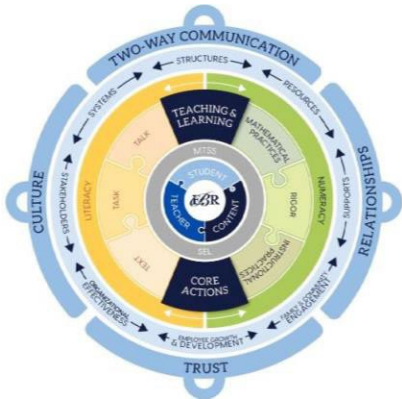 TWO-WAY COMMUNICATION
STRUCTURES
SYSTEMS
RESOURCES
TEACHING &
LEARNING
TALK
MATHEMATICAL
PRACTICES
MTSS
CULTURE
STAKEHOLDERS
LITERACY
TASK
STUDENT
TEACHER
EBR
CONTENT
RIGOR
NUMERACY
SUPPORTS
RELATIONSHIPS
SEL
TEXT
INSTRUCTIONAL
PRACTICES
CORE
ACTIONS
ORGANIZATIONAL
EFFECTIVENESS
EMPLOYEE GROWTH
& DEVELOPMENT
FAMILY & COMMUNITY
ENGAGEMENT
TRUST